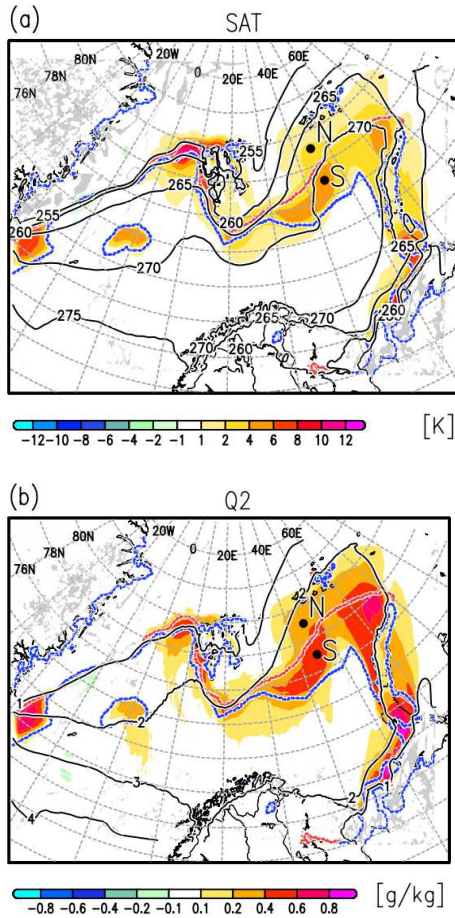 (a) SAT
80N 20W
78N
76N 0 20E 40E 60E
265
N 270
255
265 S
255
260 260
265
270
275 265 270 260
270 260
-12 -10 -8 -6 -4 -2 -1 1 2 4 6 8 10 12 [K]
(b) Q2
80N 20W
78N
76N 0 20E 40E 60E
2
N
S
1
2
3
4 2 1
-0.8 -0.6 -0.4 -0.2 -0.1 0.1 0.2 0.4 0.6 0.8 [g/kg]